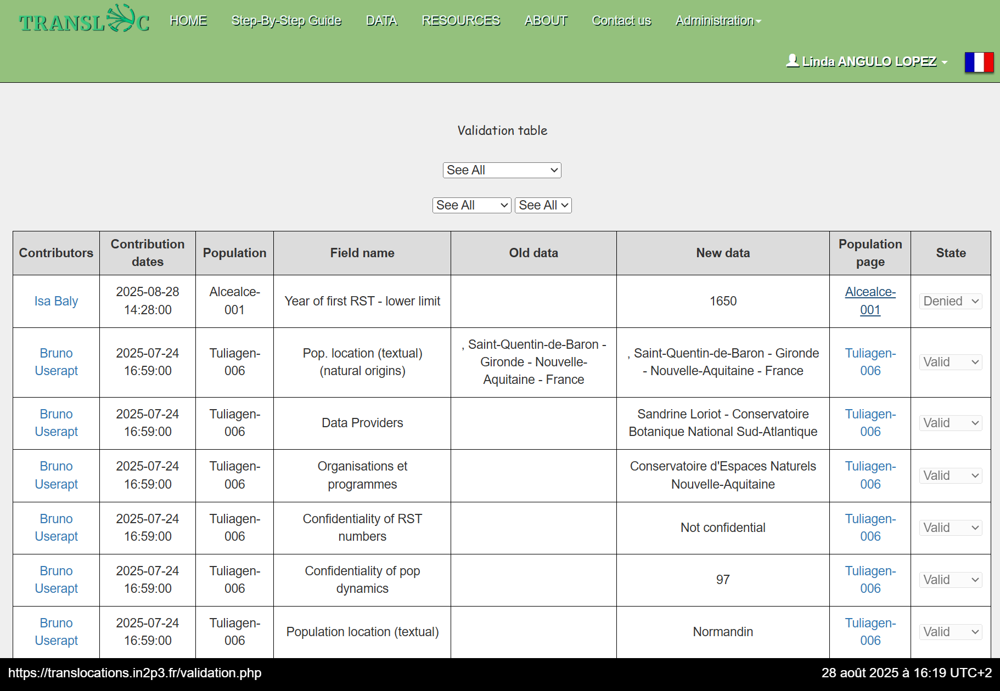 TRANSLOC HOME Step-By-Step Guide DATA RESOURCES ABOUT Contact us Administration
Linda ANGULO LOPEZ
Validation table
See All
See All See All
Contributors Contribution dates Population Field name Old data New data Population page State
Isa Baly 2025-08-28 14:28:00 Alcealce-001 Year of first RST - lower limit 1650 Alcealce-001 Denied
Bruno Userapt 2025-07-24 16:59:00 Tuliagen-006 Pop. location (textual) (natural origins) , Saint-Quentin-de-Baron - Gironde - Nouvelle-Aquitaine - France , Saint-Quentin-de-Baron - Gironde - Nouvelle-Aquitaine - France Tuliagen-006 Valid
Bruno Userapt 2025-07-24 16:59:00 Tuliagen-006 Data Providers Sandrine Loriot - Conservatoire Botanique National Sud-Atlantique Tuliagen-006 Valid
Bruno Userapt 2025-07-24 16:59:00 Tuliagen-006 Organisations et programmes Conservatoire d'Espaces Naturels Nouvelle-Aquitaine Tuliagen-006 Valid
Bruno Userapt 2025-07-24 16:59:00 Tuliagen-006 Confidentiality of RST numbers Not confidential Tuliagen-006 Valid
Bruno Userapt 2025-07-24 16:59:00 Tuliagen-006 Confidentiality of pop dynamics 97 Tuliagen-006 Valid
Bruno Userapt 2025-07-24 16:59:00 Tuliagen-006 Population location (textual) Normandin Tuliagen-006 Valid
https://translocations.in2p3.fr/validation.php 28 août 2025 à 16:19 UTC+2